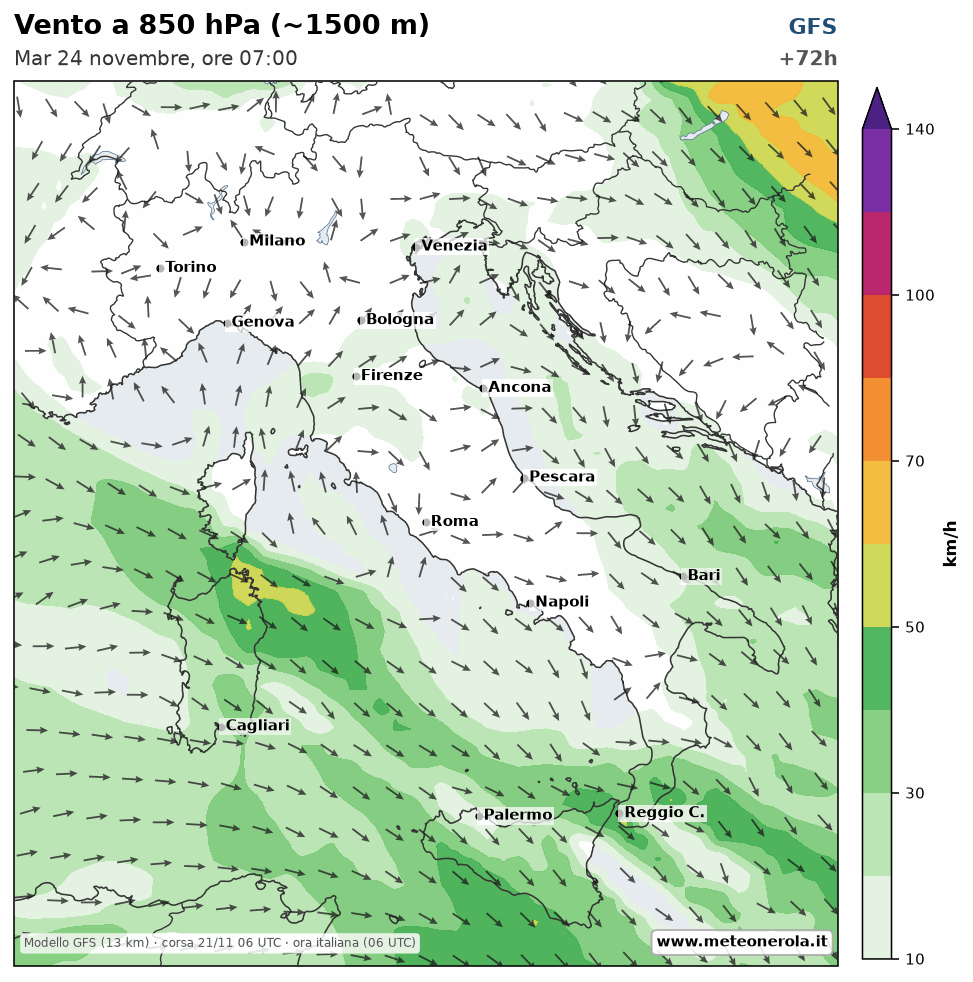 Vento a 850 hPa (~1500 m)
GFS
Mar 24 novembre, ore 07:00
+72h
140
Milano
Venezia
Torino
100
Genova
Bologna
Firenze
Ancona
70
Pescara
Roma
km/h
Bari
Napoli
50
Cagliari
30
Palermo
Reggio C.
Modello GFS (13 km) · corsa 21/11 06 UTC · ora italiana (06 UTC)
www.meteonerola.it
10